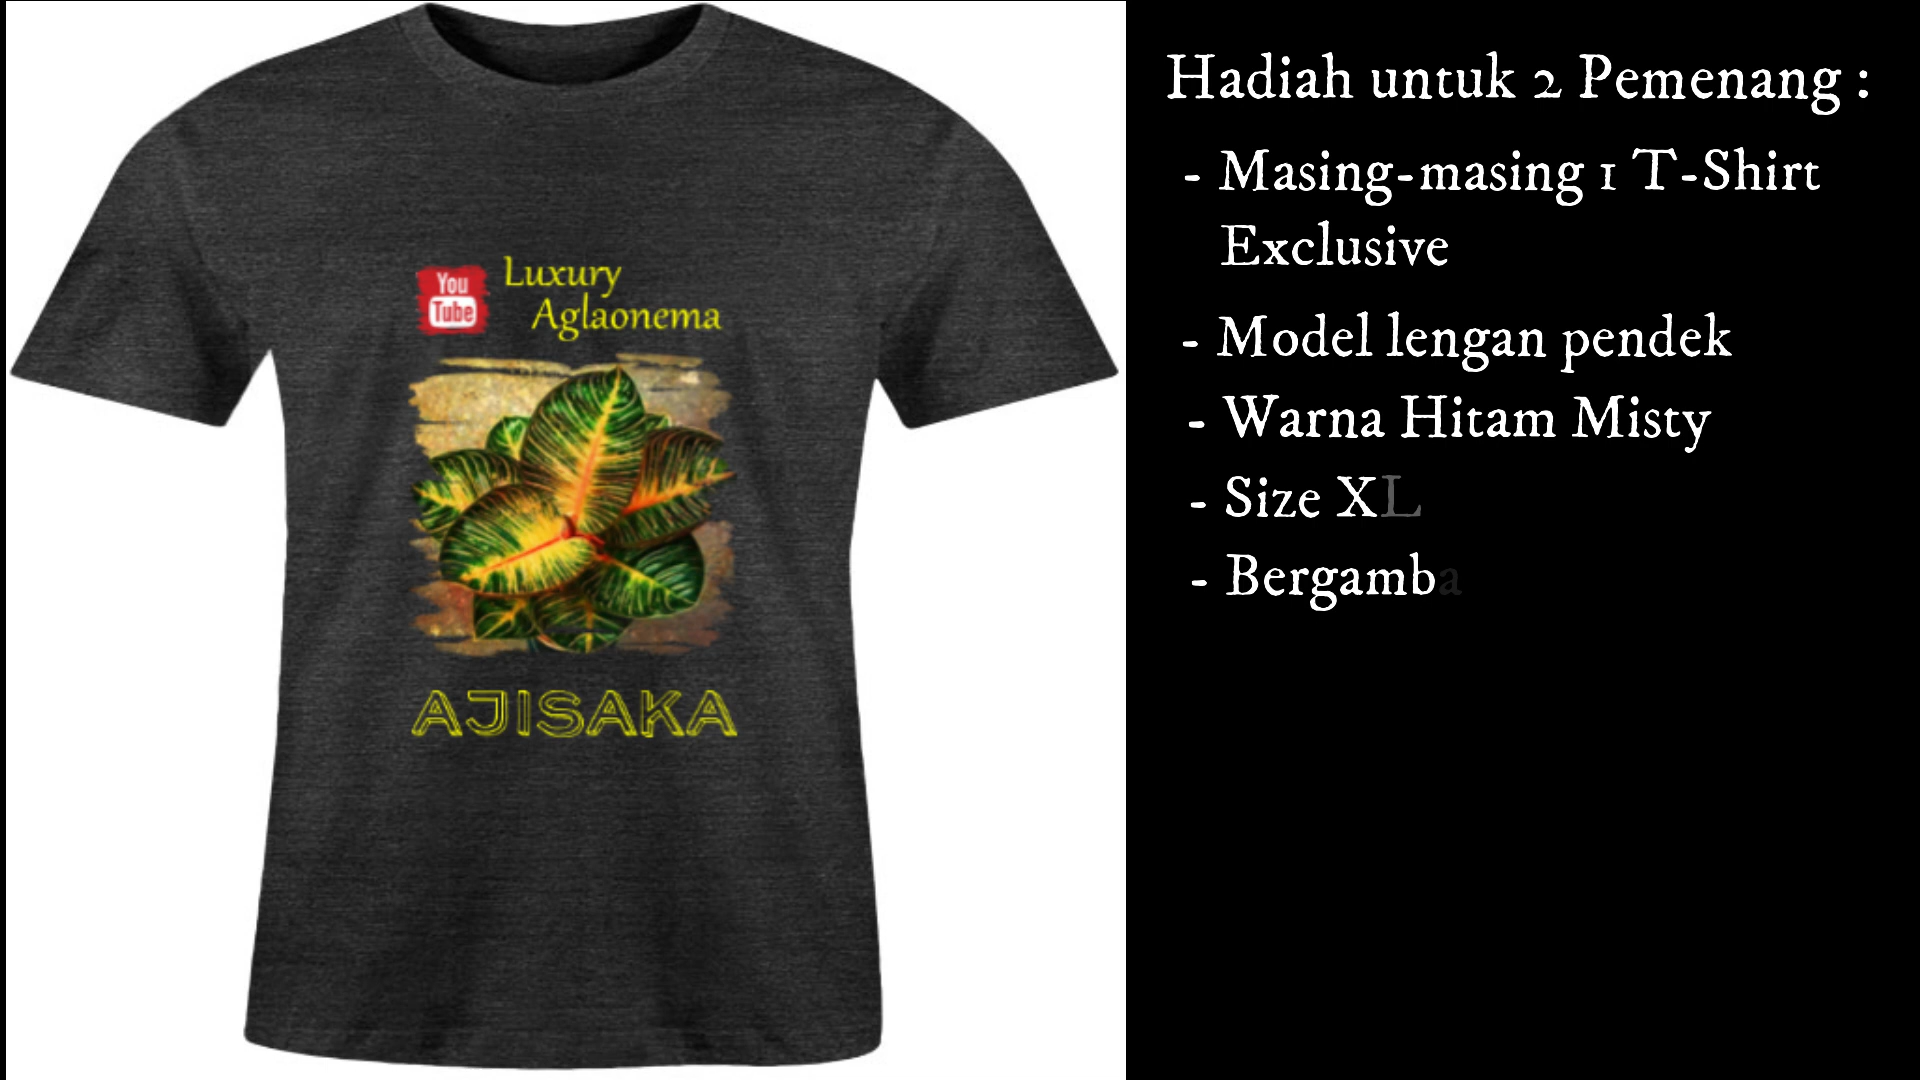 You
Tube
Luxury
Aglaonema
AJISAKA
Hadiah untuk 2 Pemenang :
- Masing-masing 1 T-Shirt
Exclusive
- Model lengan pendek
- Warna Hitam Misty
- Size XL
- Bergamba